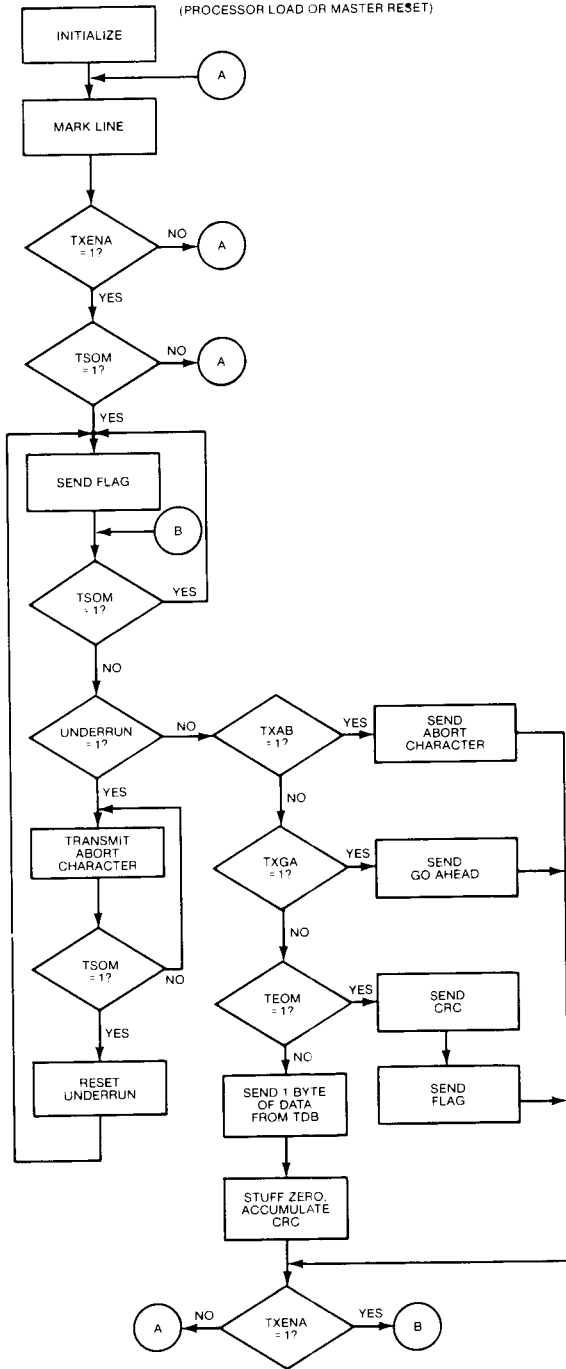 (PROCESSOR LOAD OR MASTER RESET)
INITIALIZE
A
MARK LINE
TXENA
= 1?
NO
A
YES
TSOM
= 1?
NO
A
YES
SEND FLAG
B
TSOM
= 1?
YES
NO
UNDERRUN
= 1?
NO
TXAB
= 1?
YES
SEND
ABORT
CHARACTER
YES
NO
TRANSMIT
ABORT
CHARACTER
TXGA
= 1?
YES
SEND
GO AHEAD
NO
TSOM
= 1?
NO
TEOM
= 1?
YES
SEND
CRC
YES
NO
RESET
UNDERRUN
SEND 1 BYTE
OF DATA
FROM TDB
SEND
FLAG
STUFF ZERO,
ACCUMULATE
CRC
A
NO
TXENA
= 1?
YES
B